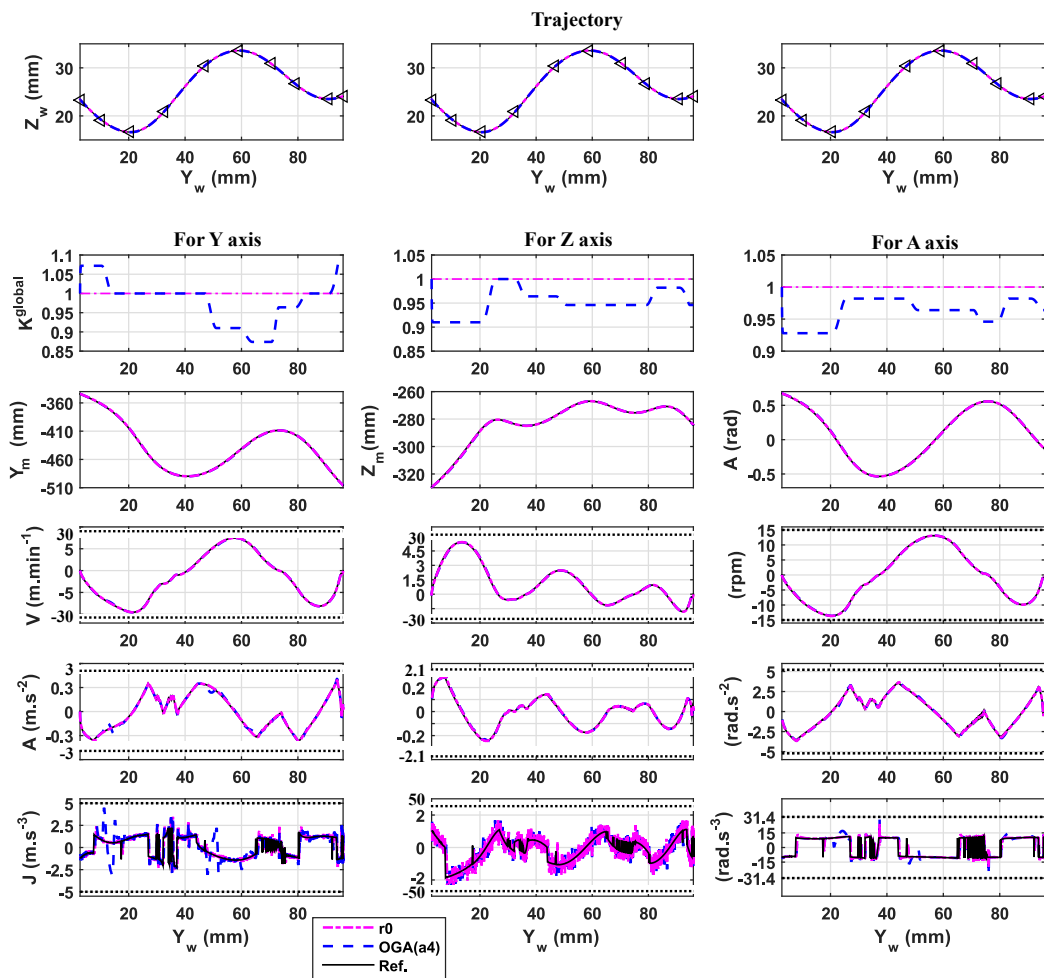 Trajectory
Z_w (mm)
30
20
20 40 60 80
Y_w (mm)
30
20
20 40 60 80
Y_w (mm)
30
20
20 40 60 80
Y_w (mm)
For Y axis
For Z axis
For A axis
K^global
1.1
1.05
1
0.95
0.9
0.85
20 40 60 80
1.05
1
0.95
0.9
0.85
20 40 60 80
1.05
1
0.95
0.9
20 40 60 80
Y_m (mm)
-360
-410
-460
-510
20 40 60 80
Z_m (mm)
-260
-280
-300
-320
20 40 60 80
A (rad)
0.5
0
-0.5
20 40 60 80
V (m.min^-1)
30
5
0
-5
-30
20 40 60 80
30
4.5
3.0
1.5
0
-30
20 40 60 80
(rpm)
15
10
5
0
-5
-10
-15
20 40 60 80
A (m.s^-2)
3
0.3
0
-0.3
-3
20 40 60 80
2.1
0.2
0
-0.2
-2.1
20 40 60 80
(rad.s^-2)
5
2.5
0
-2.5
-5
20 40 60 80
J (m.s^-3)
5
2.5
0
-2.5
-5
20 40 60 80
Y_w (mm)
50
2
0
-2
-50
20 40 60 80
Y_w (mm)
(rad.s^-3)
31.4
15
0
-15
-31.4
20 40 60 80
Y_w (mm)
r0
OGA(a4)
Ref.